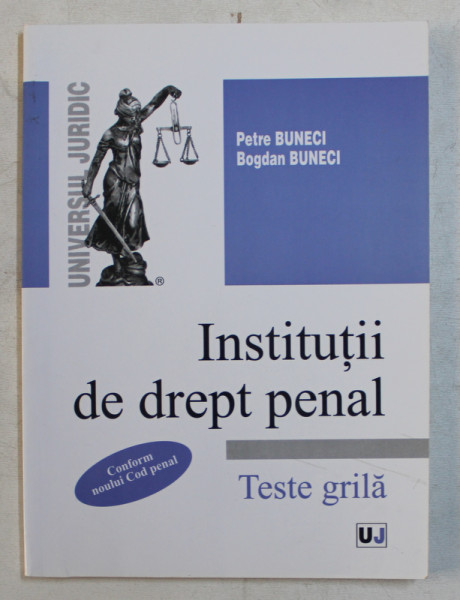 UNIVERSUL JURIDIC
®
Petre BUNECI
Bogdan BUNECI
Instituții
de drept penal
Conform
noului Cod penal
Teste grilă
UJ